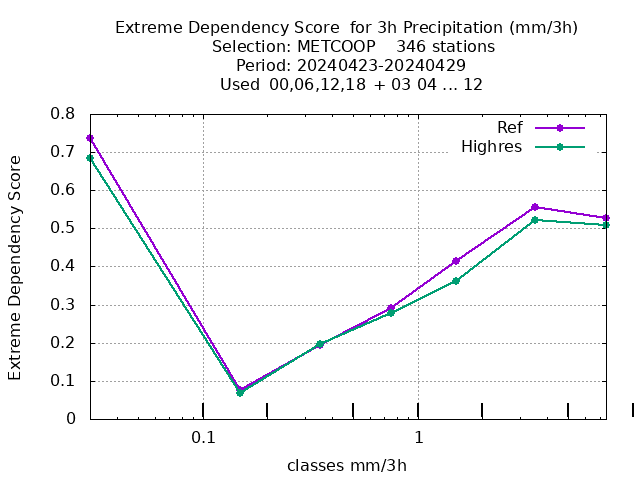 Extreme Dependency Score  for 3h Precipitation (mm/3h)
Selection: METCOOP    346 stations
Period: 20240423-20240429
Used  00,06,12,18  + 03 04 ... 12
Ref
Highres
0.8
0.7
0.6
0.5
0.4
0.3
0.2
0.1
0
Extreme Dependency Score
0.1
1
classes mm/3h